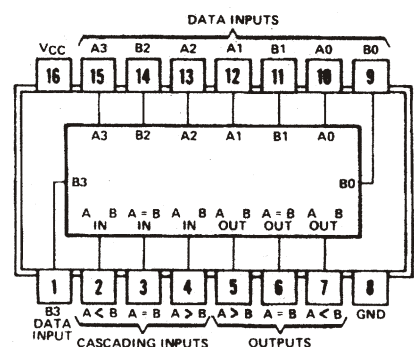 DATA INPUTS
VCC A3 B2 A2 A1 B1 A0 B0
16 15 14 13 12 11 10 9
A3 B2 A2 A1 B1 A0
B3 B0
A B A = B A B A B A = B A B
IN IN IN OUT OUT OUT
1 2 3 4 5 6 7 8
B3 A < B A = B A > B A > B A = B A < B GND
DATA
INPUT
CASCADING INPUTS OUTPUTS